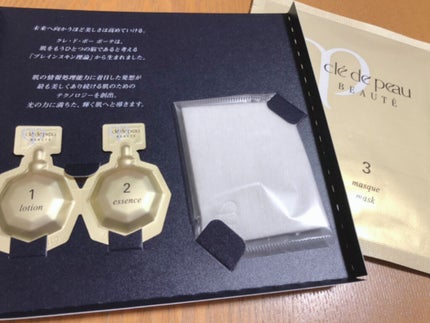 未来へ向かうほど美しさは高めていける。
クレ・ド・ポー ボーテは、
肌をもうひとつの脳であると考える
「ブレインスキン理論」から生まれました。
肌の情報処理能力に着目した発想が
最も美しくあり続ける肌のための
テクノロジーを創出。
光の力に満ちた、輝く肌へと導きます。
clé de peau
BEAUTÉ
1
lotion
clé de peau
BEAUTÉ
2
essence
clé de peau
BEAUTÉ
3
masque
mask